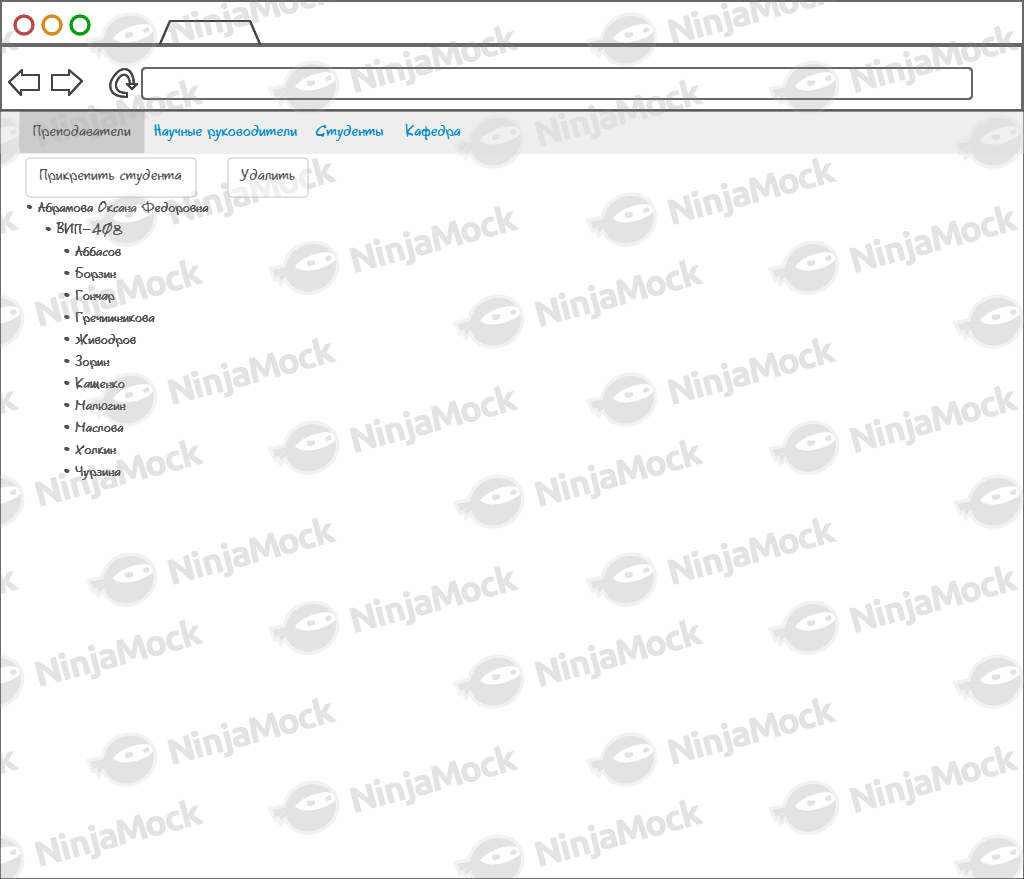 Преподаватели Научные руководители Студенты Кафедра
Прикрепить студента Удалить
Абрамова Оксана Федоровна
ВИП-408
Аббасов
Борзин
Гончар
Гречишникова
Живодров
Зорин
Кащенко
Малюгин
Маслова
Холкин
Чурзина
NinjaMock